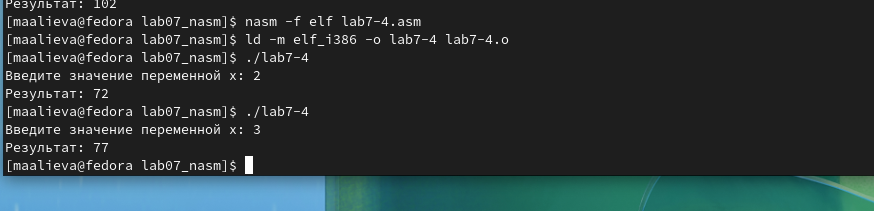 Результат: 102
[maalieva@fedora lab07_nasm]$ nasm -f elf lab7-4.asm
[maalieva@fedora lab07_nasm]$ ld -m elf_i386 -o lab7-4 lab7-4.o
[maalieva@fedora lab07_nasm]$ ./lab7-4
Введите значение переменной x: 2
Результат: 72
[maalieva@fedora lab07_nasm]$ ./lab7-4
Введите значение переменной x: 3
Результат: 77
[maalieva@fedora lab07_nasm]$